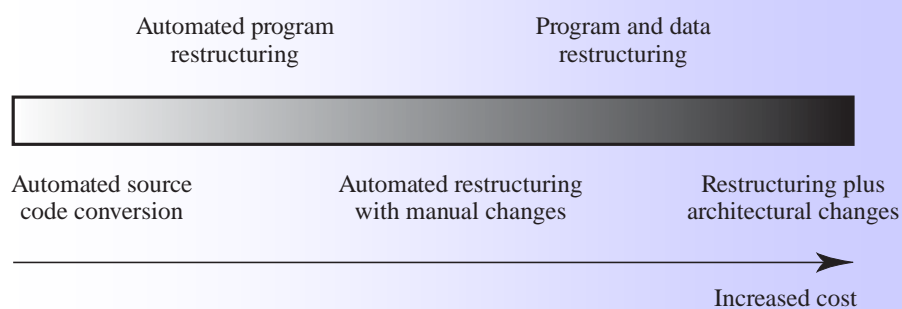 Automated program
restructuring
Program and data
restructuring
Automated source
code conversion
Automated restructuring
with manual changes
Restructuring plus
architectural changes
Increased cost